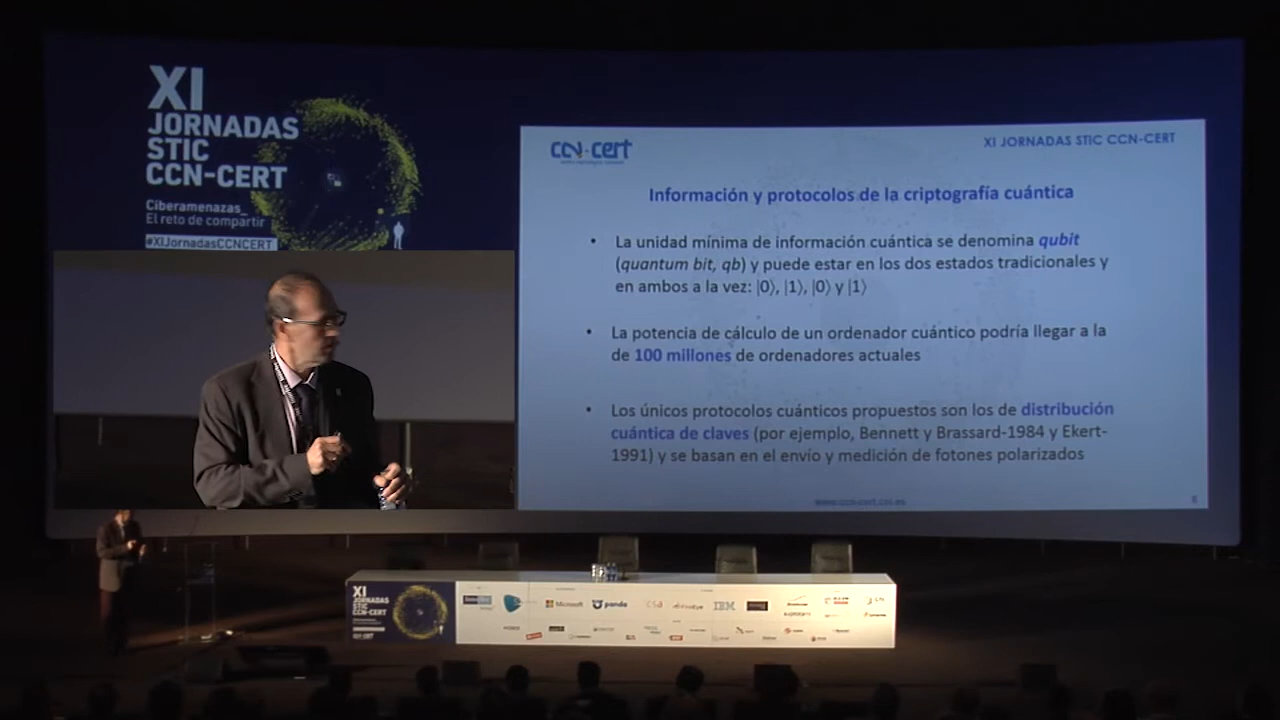 XI
JORNADAS
STIC
CCN-CERT
Ciberamenazas_
El reto de compartir
#XIJornadasCCNCERT
ccn-cert
XI JORNADAS STIC CCN-CERT
Información y protocolos de la criptografía cuántica
• La unidad mínima de información cuántica se denomina qubit
(quantum bit, qb) y puede estar en los dos estados tradicionales y
en ambos a la vez: |0⟩, |1⟩, |0⟩ y |1⟩
• La potencia de cálculo de un ordenador cuántico podría llegar a la
de 100 millones de ordenadores actuales
• Los únicos protocolos cuánticos propuestos son los de distribución
cuántica de claves (por ejemplo, Bennett y Brassard-1984 y Ekert-
1991) y se basan en el envío y medición de fotones polarizados
www.ccn-cert.cni.es
XI
JORNADAS
STIC
CCN-CERT
Microsoft
panda
IBM